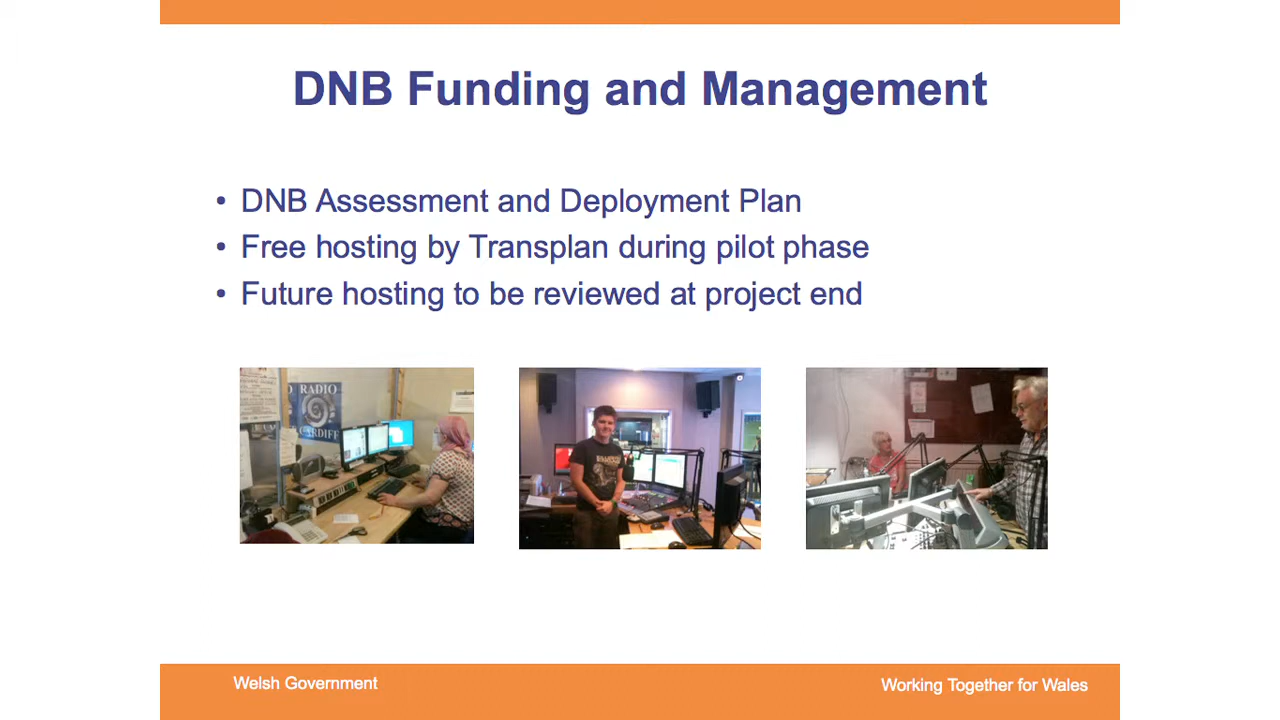 DNB Funding and Management
• DNB Assessment and Deployment Plan
• Free hosting by Transplan during pilot phase
• Future hosting to be reviewed at project end
RADIO
CARDIFF
Welsh Government
Working Together for Wales